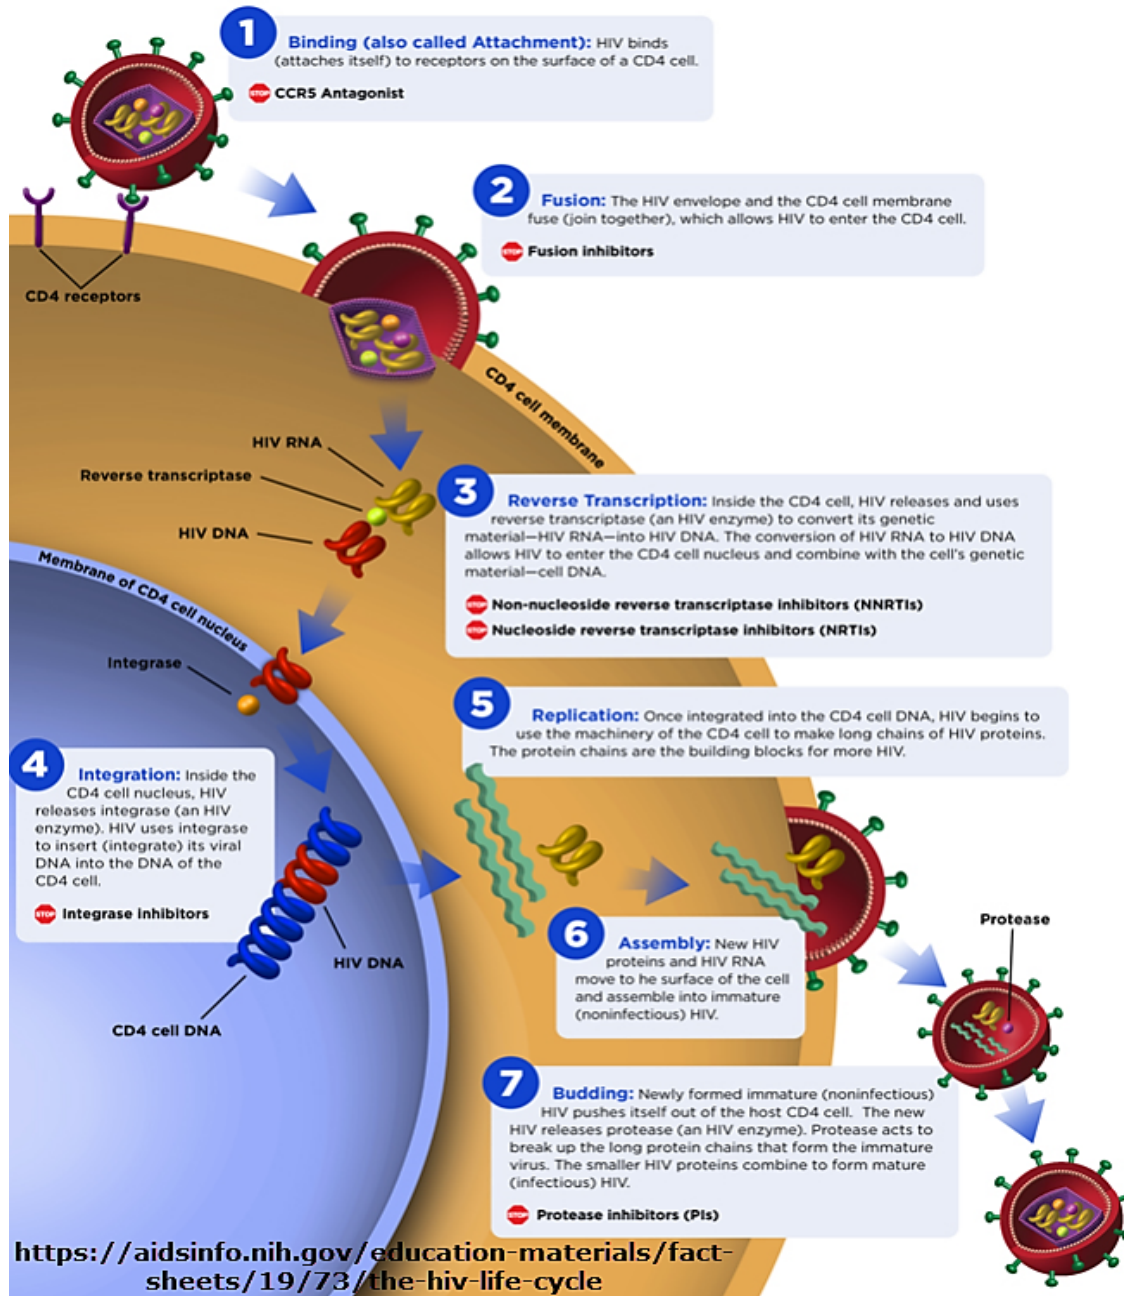 1
Binding (also called Attachment): HIV binds
(attaches itself) to receptors on the surface of a CD4 cell.
STOP CCR5 Antagonist
2
Fusion: The HIV envelope and the CD4 cell membrane
fuse (join together), which allows HIV to enter the CD4 cell.
STOP Fusion inhibitors
CD4 receptors
CD4 cell membrane
HIV RNA
Reverse transcriptase
HIV DNA
3
Reverse Transcription: Inside the CD4 cell, HIV releases and uses
reverse transcriptase (an HIV enzyme) to convert its genetic
material—HIV RNA—into HIV DNA. The conversion of HIV RNA to HIV DNA
allows HIV to enter the CD4 cell nucleus and combine with the cell's genetic
material—cell DNA.
STOP Non-nucleoside reverse transcriptase inhibitors (NNRTIs)
STOP Nucleoside reverse transcriptase inhibitors (NRTIs)
Membrane of CD4 cell nucleus
Integrase
4
Integration: Inside the
CD4 cell nucleus, HIV
releases integrase (an HIV
enzyme). HIV uses integrase
to insert (integrate) its viral
DNA into the DNA of the
CD4 cell.
STOP Integrase inhibitors
HIV DNA
CD4 cell DNA
5
Replication: Once integrated into the CD4 cell DNA, HIV begins to
use the machinery of the CD4 cell to make long chains of HIV proteins.
The protein chains are the building blocks for more HIV.
6
Assembly: New HIV
proteins and HIV RNA
move to he surface of the cell
and assemble into immature
(noninfectious) HIV.
Protease
7
Budding: Newly formed immature (noninfectious)
HIV pushes itself out of the host CD4 cell. The new
HIV releases protease (an HIV enzyme). Protease acts to
break up the long protein chains that form the immature
virus. The smaller HIV proteins combine to form mature
(infectious) HIV.
STOP Protease inhibitors (PIs)
https://aidsinfo.nih.gov/education-materials/fact-
sheets/19/73/the-hiv-life-cycle